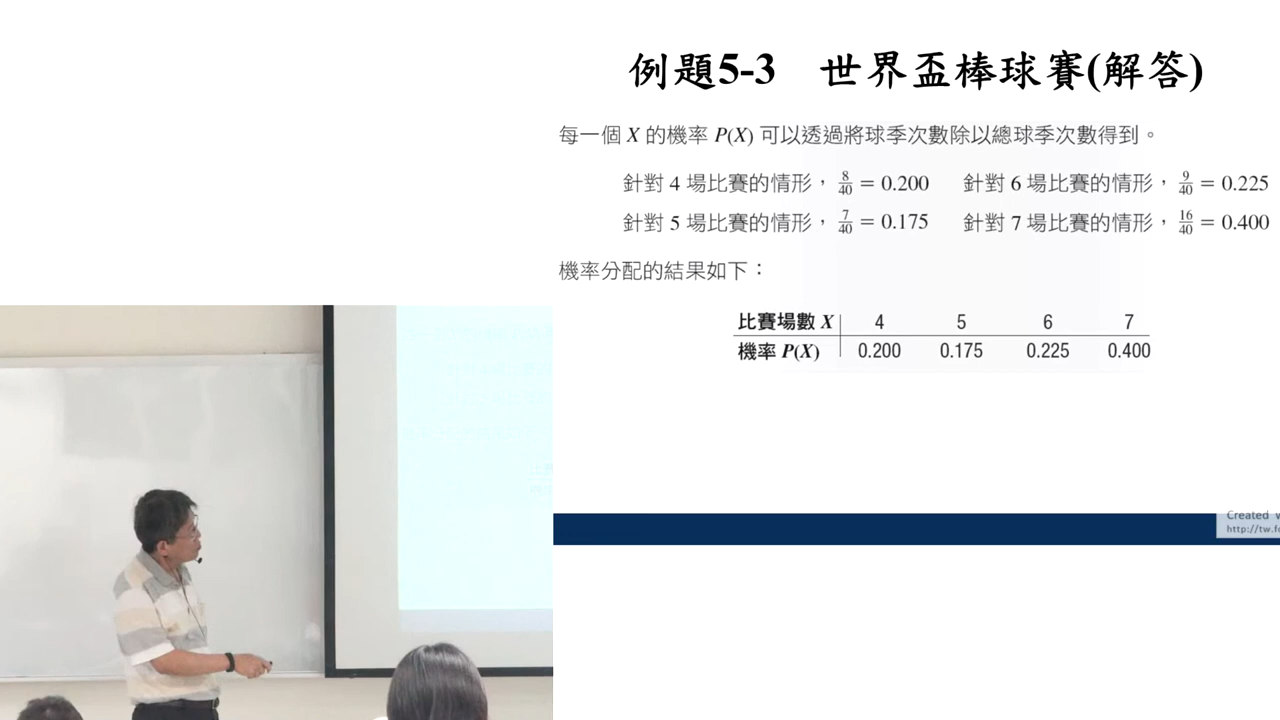 例題5-3 世界盃棒球賽(解答)
每一個 X 的機率 P(X) 可以透過將球季次數除以總球季次數得到。
針對 4 場比賽的情形， 8/40 = 0.200 針對 6 場比賽的情形， 9/40 = 0.225
針對 5 場比賽的情形， 7/40 = 0.175 針對 7 場比賽的情形， 16/40 = 0.400
機率分配的結果如下：
比賽場數 X 4 5 6 7
機率 P(X) 0.200 0.175 0.225 0.400
Created
http://tw.